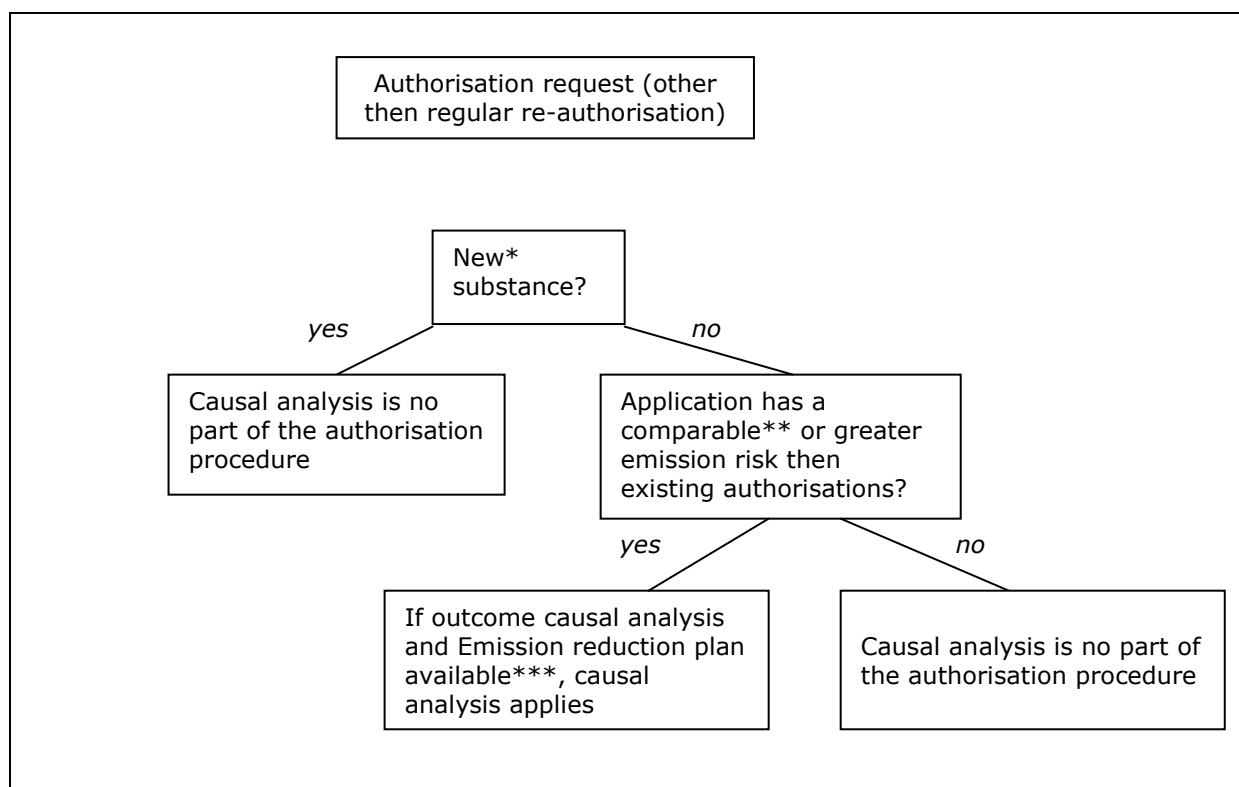 Authorisation request (other
then regular re-authorisation)
New*
substance?
yes
no
Causal analysis is no
part of the authorisation
procedure
Application has a
comparable** or greater
emission risk then
existing authorisations?
yes
no
If outcome causal analysis
and Emission reduction plan
available***, causal
analysis applies
Causal analysis is no part of
the authorisation procedure